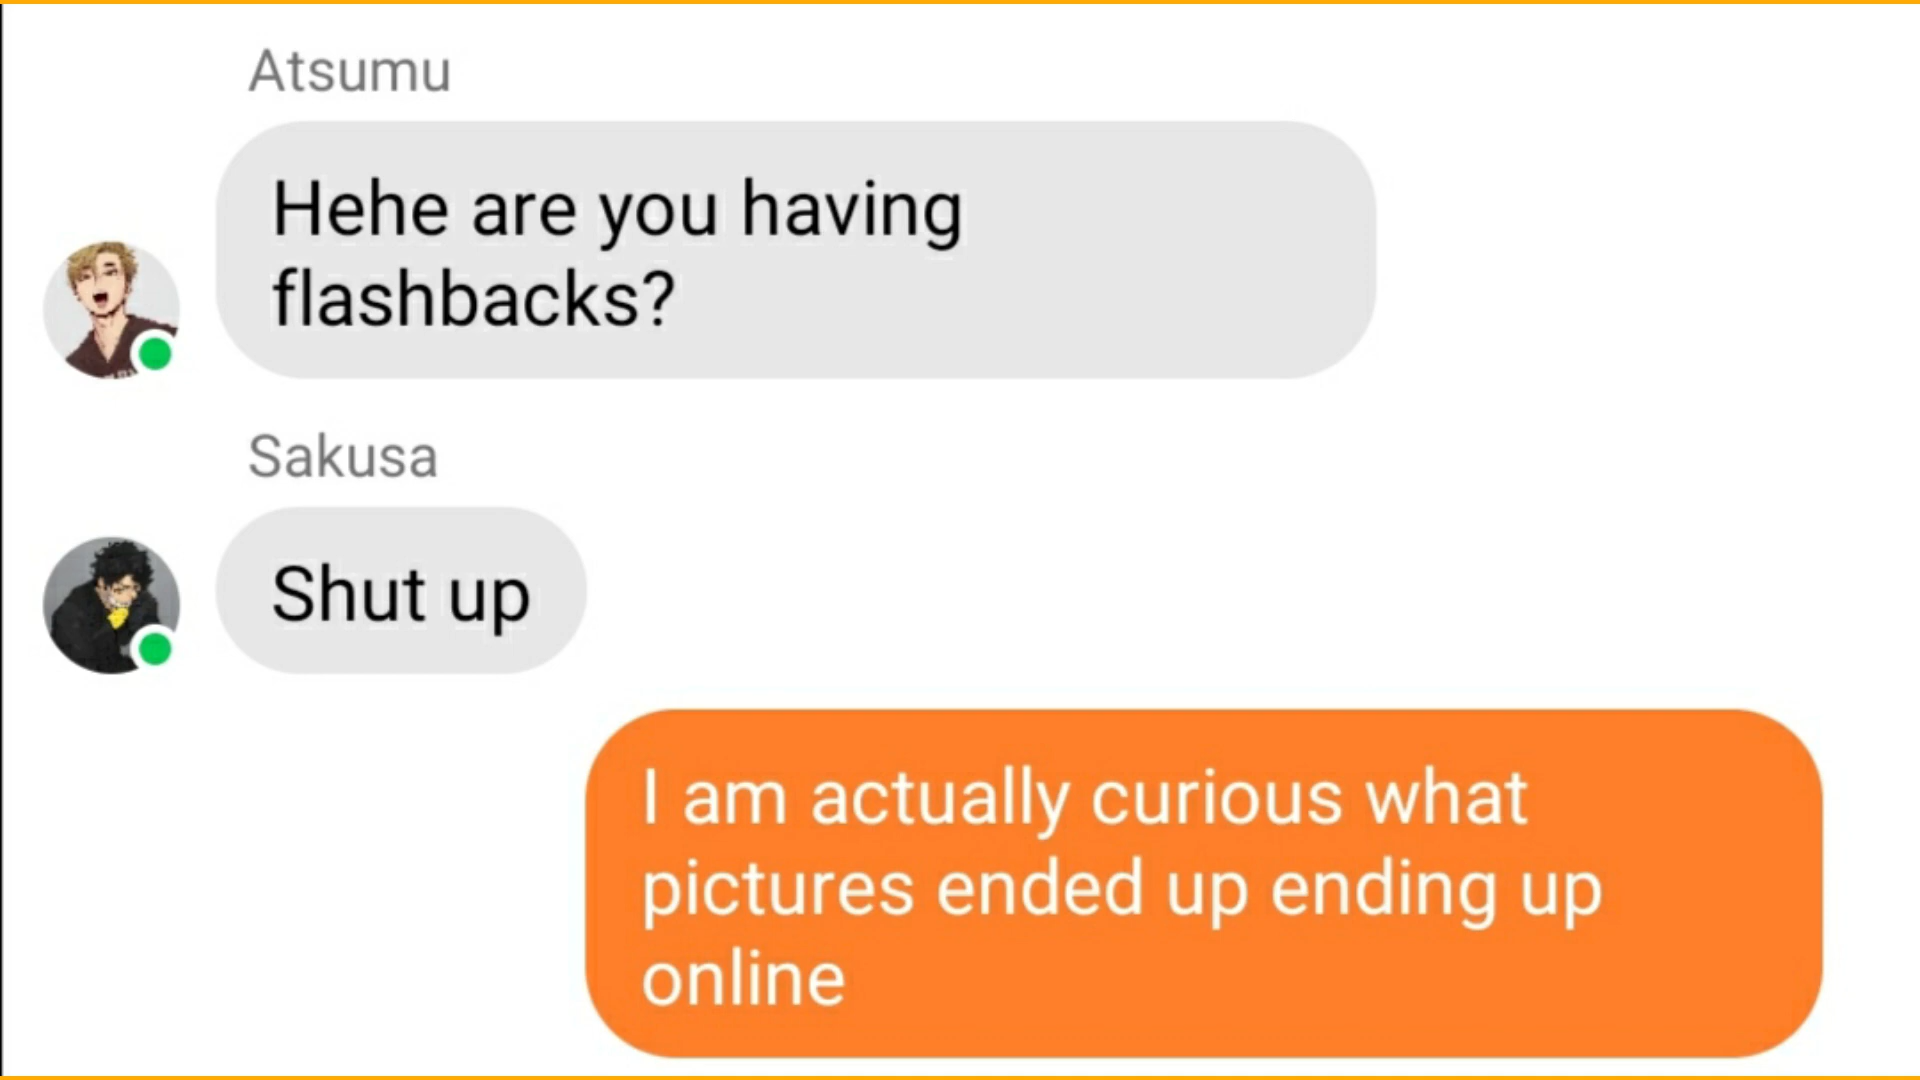 Atsumu
Hehe are you having
flashbacks?
Sakusa
Shut up
I am actually curious what
pictures ended up ending up
online